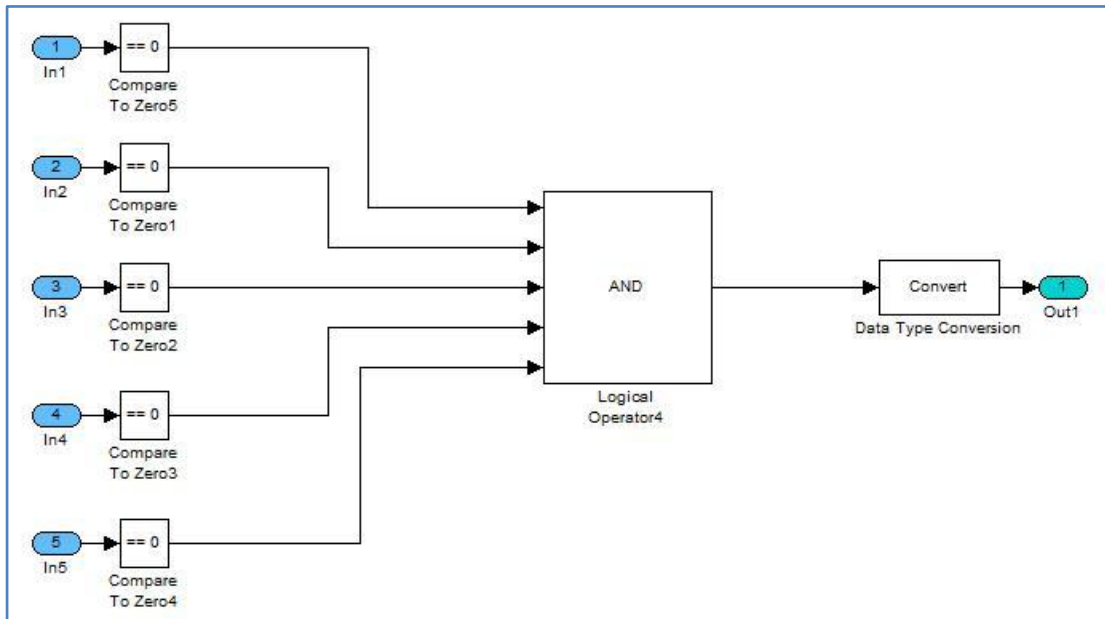 1
In1
== 0
Compare
To Zero5
2
In2
== 0
Compare
To Zero1
3
In3
== 0
Compare
To Zero2
4
In4
== 0
Compare
To Zero3
5
In5
== 0
Compare
To Zero4
AND
Logical
Operator4
Convert
Data Type Conversion
1
Out1